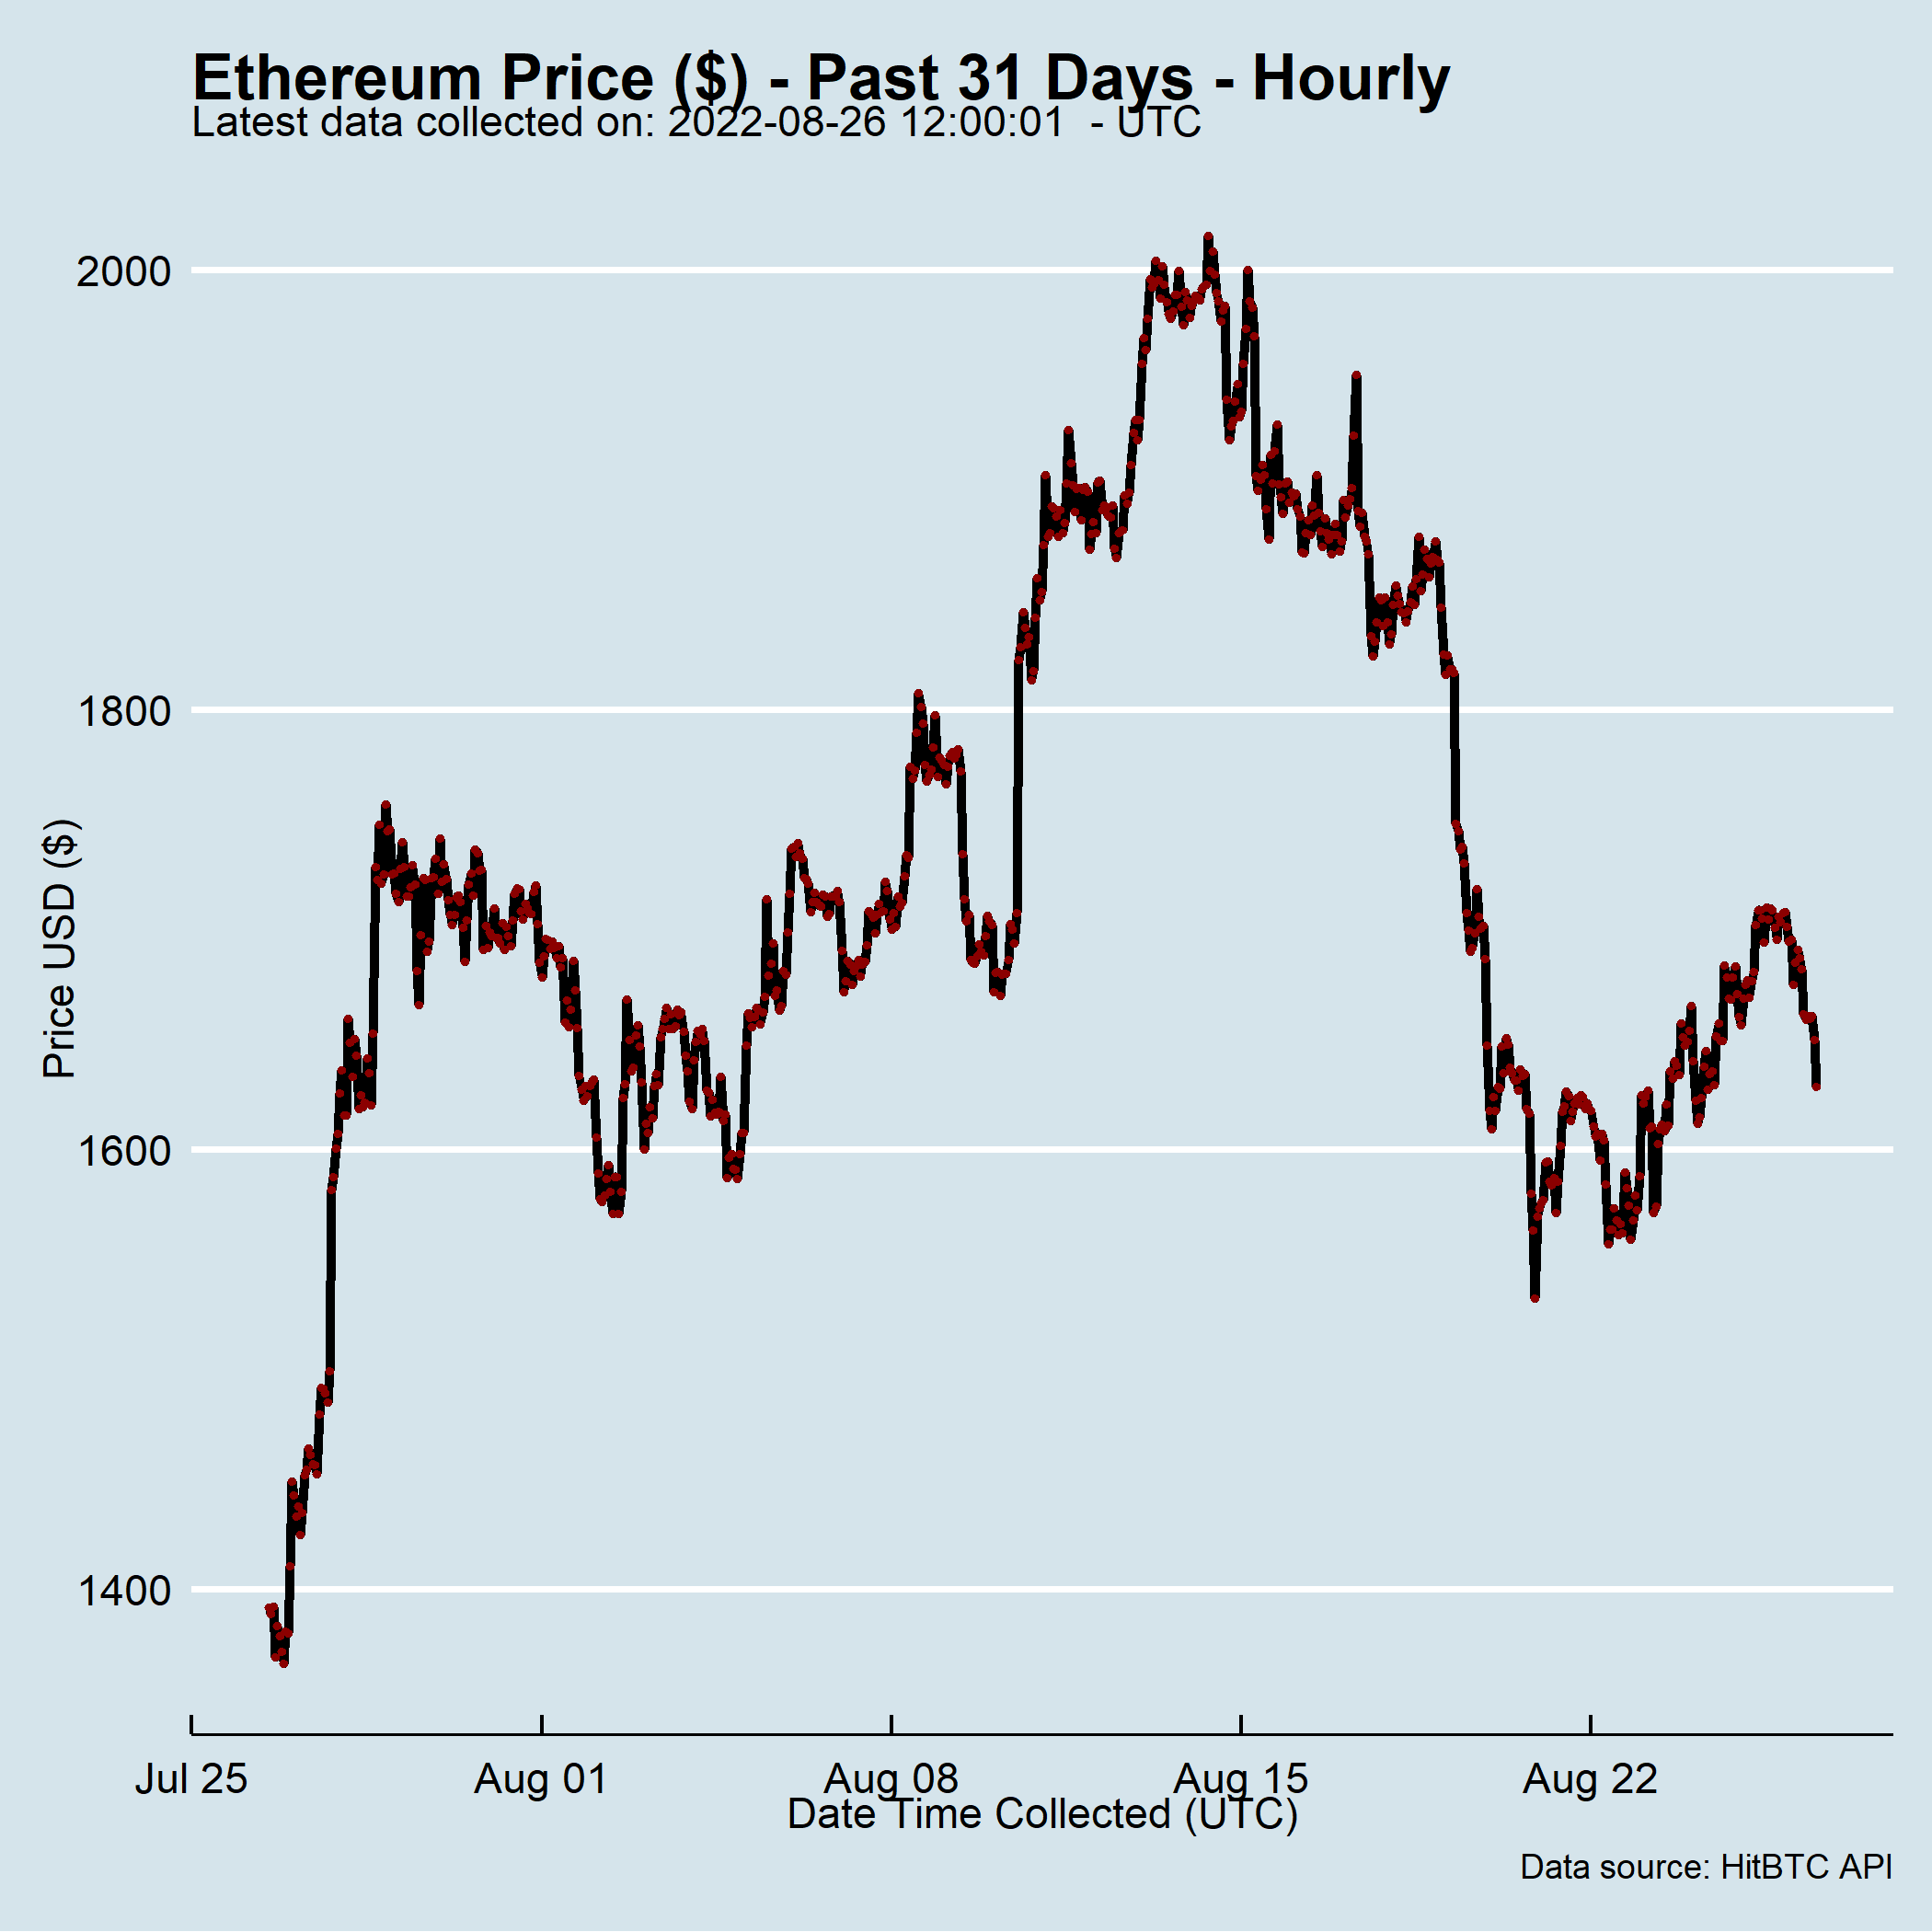 Ethereum Price ($) - Past 31 Days - Hourly
Latest data collected on: 2022-08-26 12:00:01  - UTC
2000
1800
1600
1400
Price USD ($)
Jul 25 Aug 01 Aug 08 Aug 15 Aug 22
Date Time Collected (UTC)
Data source: HitBTC API